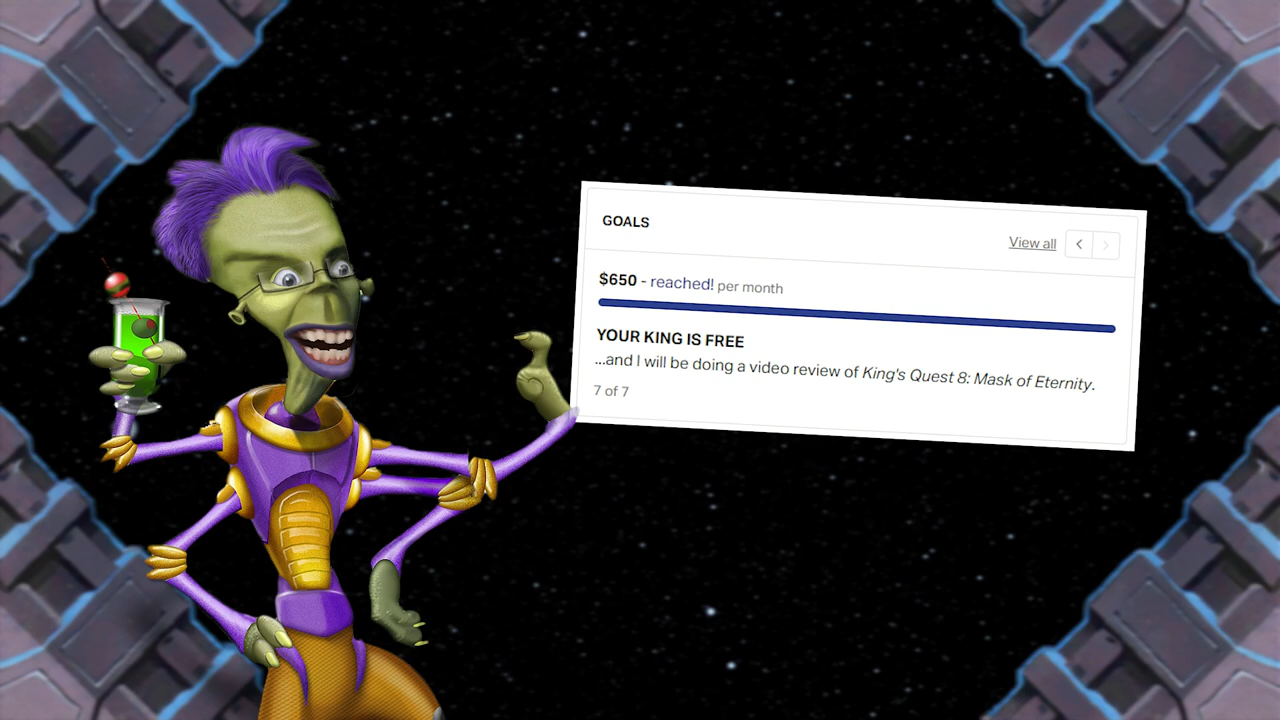 GOALS
View all
$650 - reached! per month
YOUR KING IS FREE
...and I will be doing a video review of King's Quest 8: Mask of Eternity.
7 of 7